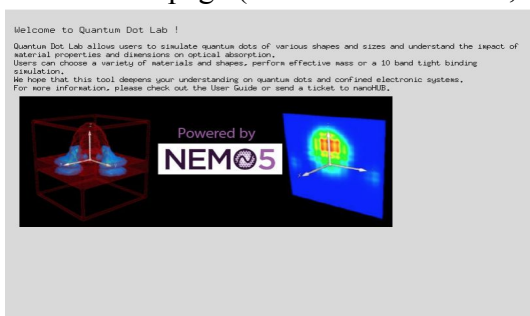 Welcome to Quantum Dot Lab !
Quantum Dot Lab allows users to simulate quantum dots of various shapes and sizes and understand the impact of
material properties and dimensions on optical absorption.
Users can choose a variety of materials and shapes, perform effective mass or a 10 band tight binding
simulation.
We hope that this tool deepens your understanding on quantum dots and confined electronic systems.
For more information, please check out the User Guide or send a ticket to nanoHUB.
Powered by
NEMO5